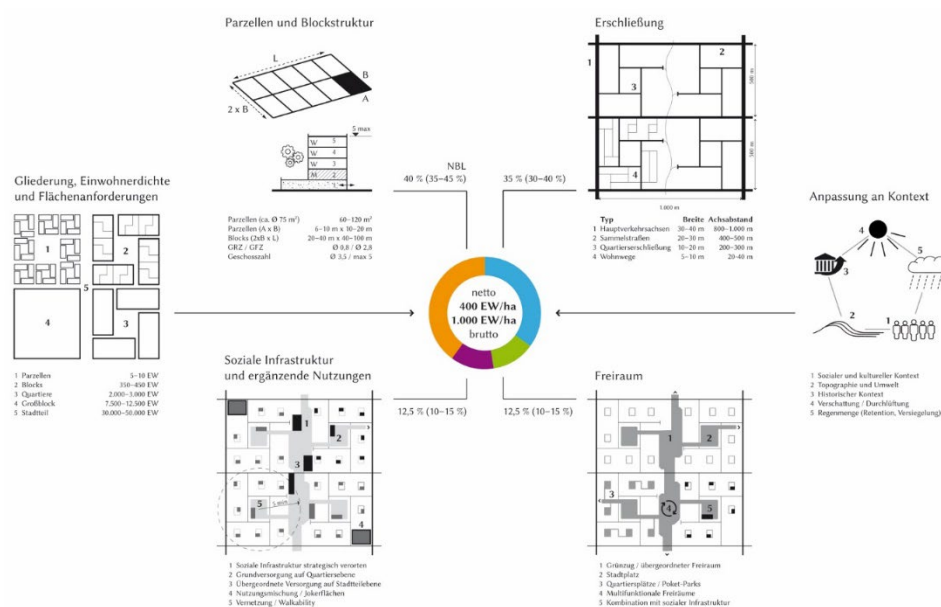 Parzellen und Blockstruktur
L
B
A
2 x B
5 max
W 5
W 4
W 3
M 2
1
Parzellen (ca. Ø 75 m²) 60–120 m²
Parzellen (A x B) 6–10 m x 10–20 m
Blocks (2xB x L) 20–40 m x 40–100 m
GRZ / GFZ Ø 0,8 / Ø 2,8
Geschosszahl Ø 3,5 / max 5
NBL
40 % (35–45 %)
Erschließung
1
2
3
4
500 m
500 m
1.000 m
Typ Breite Achsabstand
1 Hauptverkehrsachsen 30–40 m 800–1.000 m
2 Sammelstraßen 20–30 m 400–500 m
3 Quartierserschließung 10–20 m 200–300 m
4 Wohnwege 5–10 m 20-40 m
35 % (30–40 %)
Gliederung, Einwohnerdichte
und Flächenanforderungen
1
2
5
4
3
1 Parzellen 5–10 EW
2 Blocks 350–450 EW
3 Quartiere 2.000–3.000 EW
4 Großblock 7.500–12.500 EW
5 Stadtteil 30.000–50.000 EW
netto
400 EW/ha
1.000 EW/ha
brutto
Anpassung an Kontext
4
3
5
2
1
1 Sozialer und kultureller Kontext
2 Topographie und Umwelt
3 Historischer Kontext
4 Verschattung / Durchlüftung
5 Regenmenge (Retention, Versiegelung)
Soziale Infrastruktur
und ergänzende Nutzungen
12,5 % (10–15 %)
1
2
3
5
5 min
4
1 Soziale Infrastruktur strategisch verorten
2 Grundversorgung auf Quartiersebene
3 Übergeordnete Versorgung auf Stadtteilebene
4 Nutzungsmischung / Jokerflächen
5 Vernetzung / Walkability
Freiraum
12,5 % (10–15 %)
1
2
3
4
5
1 Grünzug / übergeordneter Freiraum
2 Stadtplatz
3 Quartiersplätze / Poket-Parks
4 Multifunktionale Freiräume
5 Kombination mit sozialer Infrastruktur